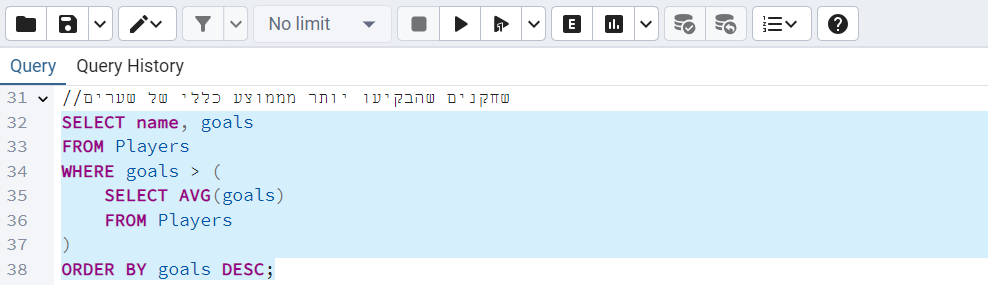 No limit
E
Query Query History
31 //שחקנים שהבקיעו יותר מממוצע כללי של שערים
32 SELECT name, goals
33 FROM Players
34 WHERE goals > (
35 SELECT AVG(goals)
36 FROM Players
37 )
38 ORDER BY goals DESC;